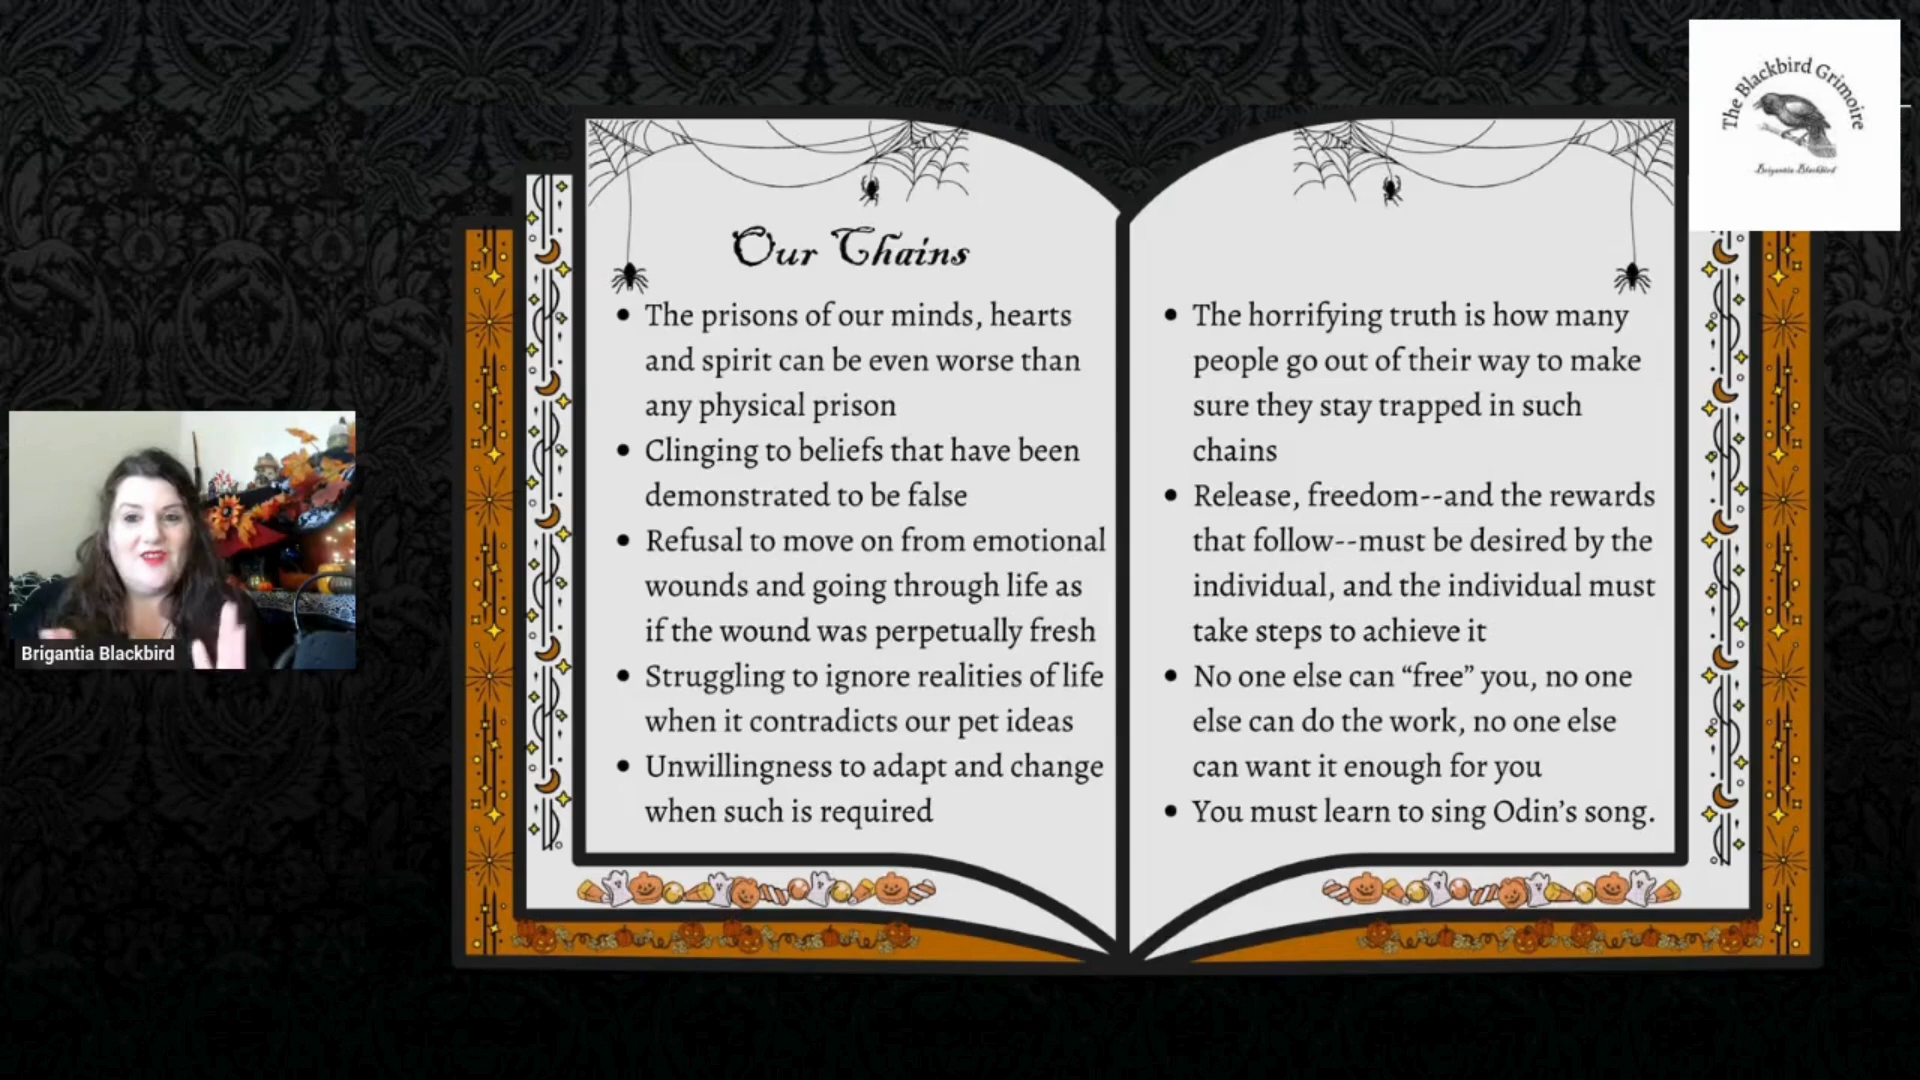 The Blackbird Grimoire
Brigantia Blackbird
Our Chains
• The prisons of our minds, hearts
and spirit can be even worse than
any physical prison
• Clinging to beliefs that have been
demonstrated to be false
• Refusal to move on from emotional
wounds and going through life as
if the wound was perpetually fresh
• Struggling to ignore realities of life
when it contradicts our pet ideas
• Unwillingness to adapt and change
when such is required
• The horrifying truth is how many
people go out of their way to make
sure they stay trapped in such
chains
• Release, freedom--and the rewards
that follow--must be desired by the
individual, and the individual must
take steps to achieve it
• No one else can “free” you, no one
else can do the work, no one else
can want it enough for you
• You must learn to sing Odin’s song.
Brigantia Blackbird